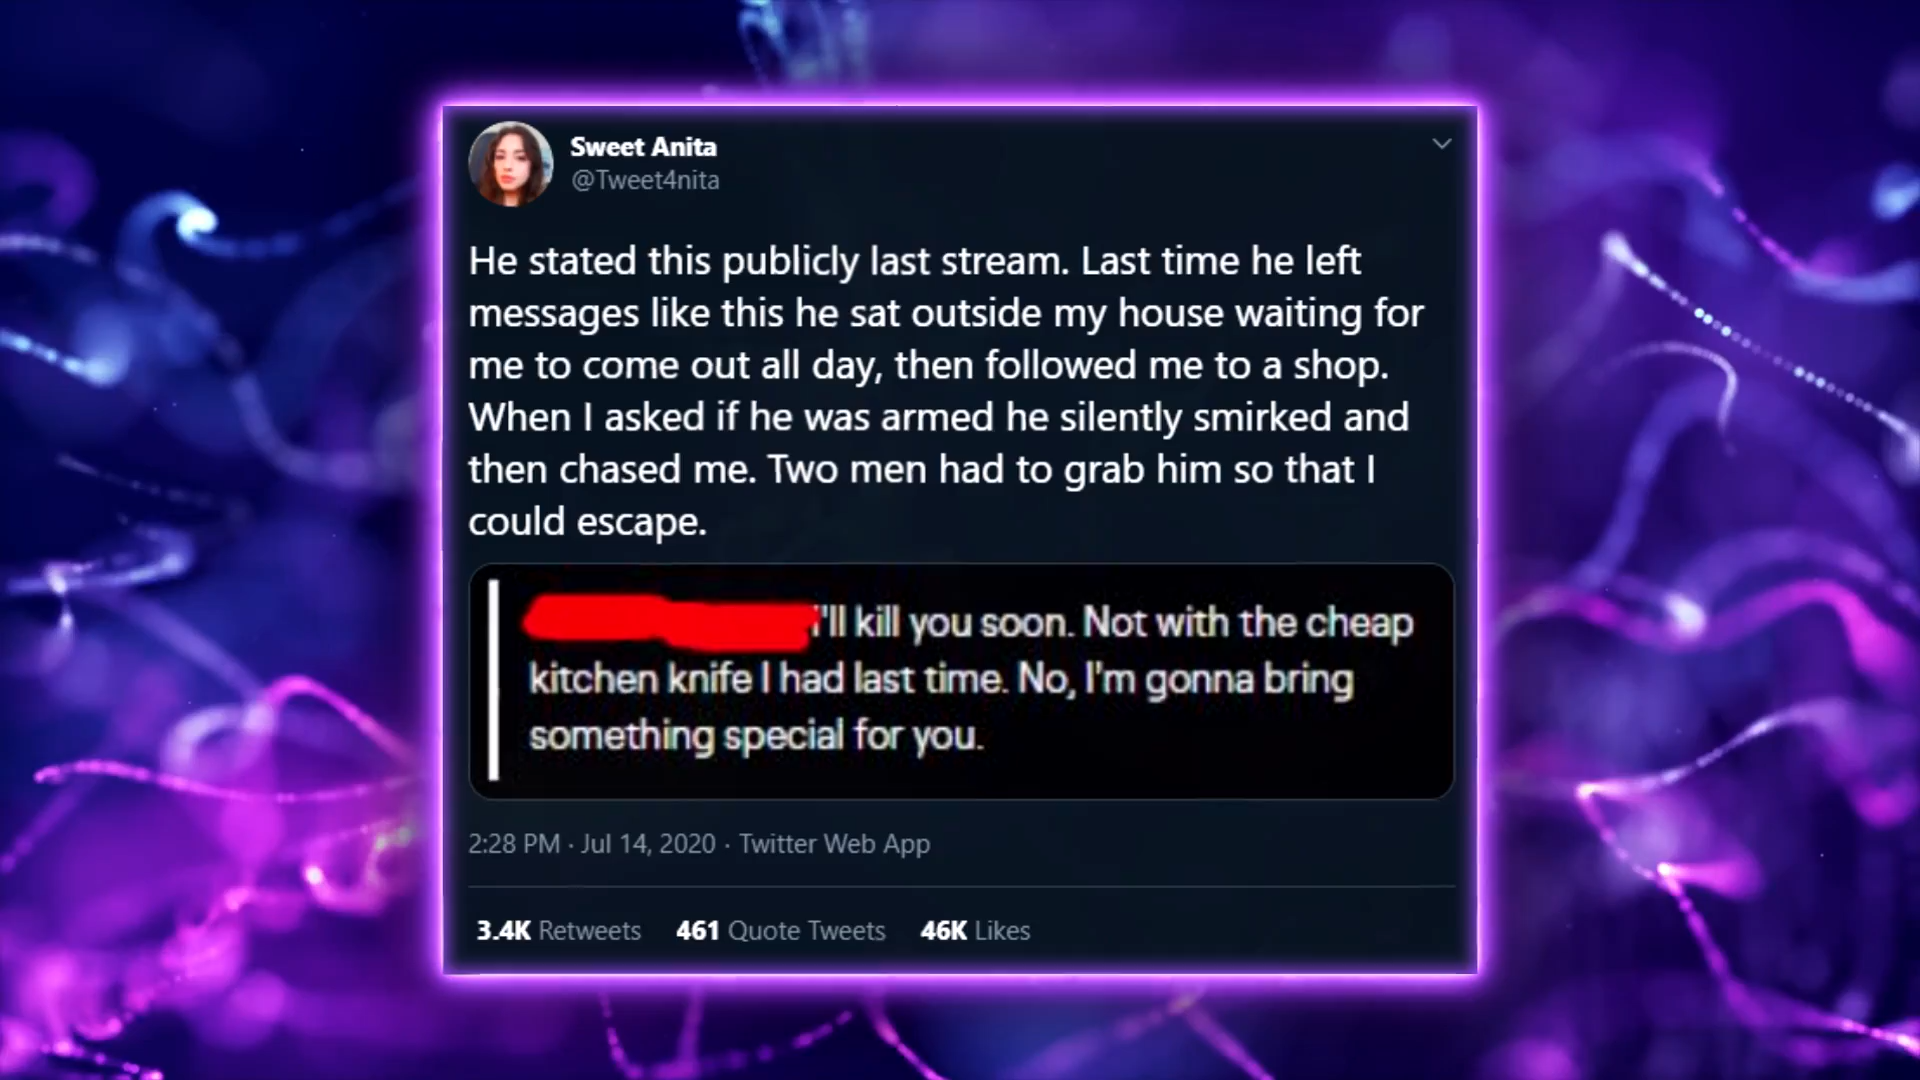 Sweet Anita
@Tweet4nita
He stated this publicly last stream. Last time he left
messages like this he sat outside my house waiting for
me to come out all day, then followed me to a shop.
When I asked if he was armed he silently smirked and
then chased me. Two men had to grab him so that I
could escape.
I'll kill you soon. Not with the cheap
kitchen knife I had last time. No, I'm gonna bring
something special for you.
2:28 PM · Jul 14, 2020 · Twitter Web App
3.4K Retweets 461 Quote Tweets 46K Likes